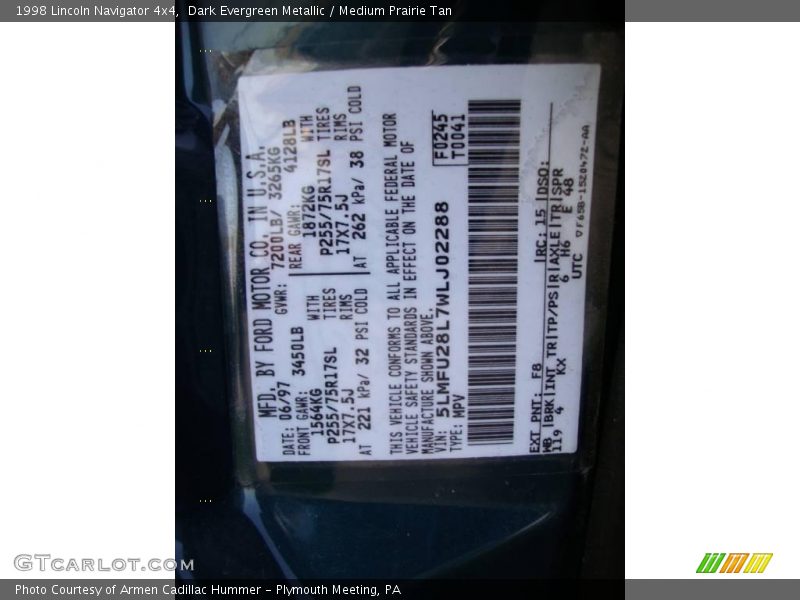 1998 Lincoln Navigator 4x4, Dark Evergreen Metallic / Medium Prairie Tan
MFD. BY FORD MOTOR CO. IN U.S.A.
DATE: 06/97 GVWR: 7200LB/ 3265KG
FRONT GAWR: 3450LB REAR GAWR: 4128LB
1564KG WITH 1872KG WITH
P255/75R17SL TIRES P255/75R17SL TIRES
17X7.5J RIMS 17X7.5J RIMS
AT 221 kPa/ 32 PSI COLD AT 262 kPa/ 38 PSI COLD
THIS VEHICLE CONFORMS TO ALL APPLICABLE FEDERAL MOTOR
VEHICLE SAFETY STANDARDS IN EFFECT ON THE DATE OF
MANUFACTURE SHOWN ABOVE.
VIN: 5LMFU28L7WLJ02288 F0245
TYPE: MPV T0041
EXT PNT: F8 RC: 15 DSO:
WB BRK INT TR TP/PS R AXLE TR SPR
119 4 KX 6 H6 E 48
UTC ▽F65B-1520472-AA
GTCarlot.com
Photo Courtesy of Armen Cadillac Hummer - Plymouth Meeting, PA